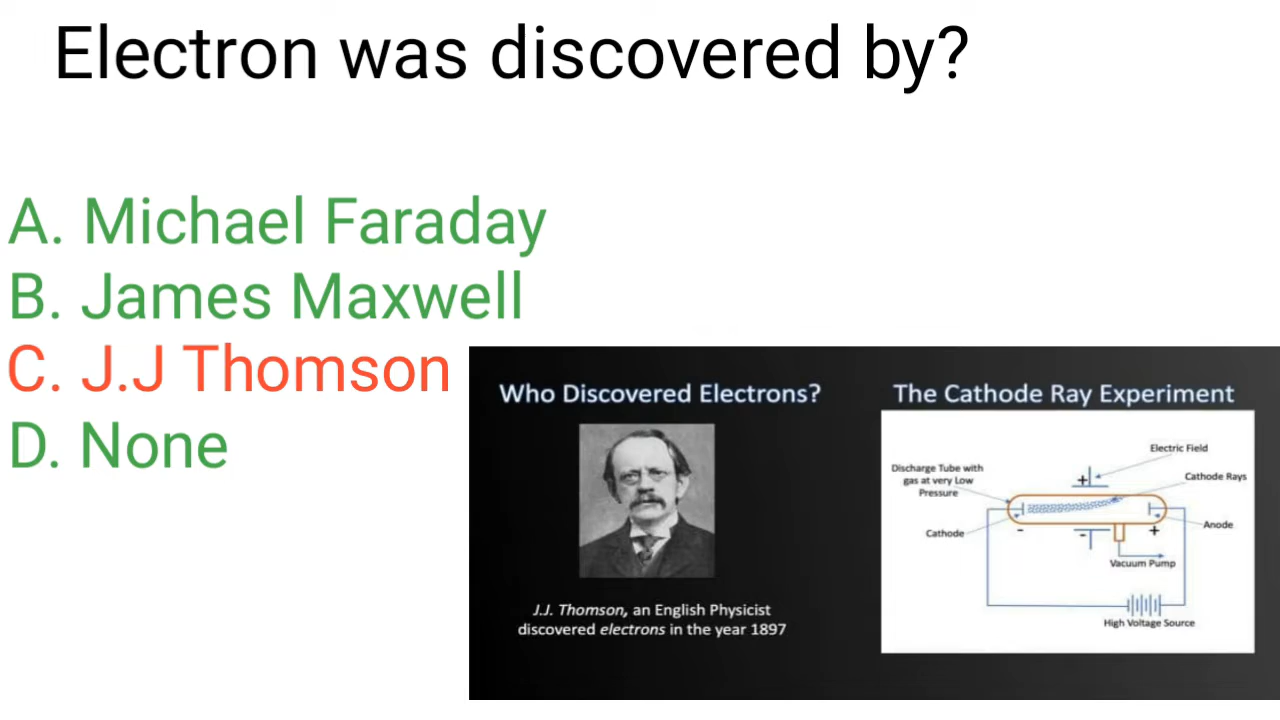 Electron was discovered by?
A. Michael Faraday
B. James Maxwell
C. J.J Thomson
D. None
Who Discovered Electrons?
J.J. Thomson, an English Physicist
discovered electrons in the year 1897
The Cathode Ray Experiment
Electric Field
Discharge Tube with
gas at very Low
Pressure
Cathode Rays
+
Cathode
-
-
+
Anode
Vacuum Pump
High Voltage Source